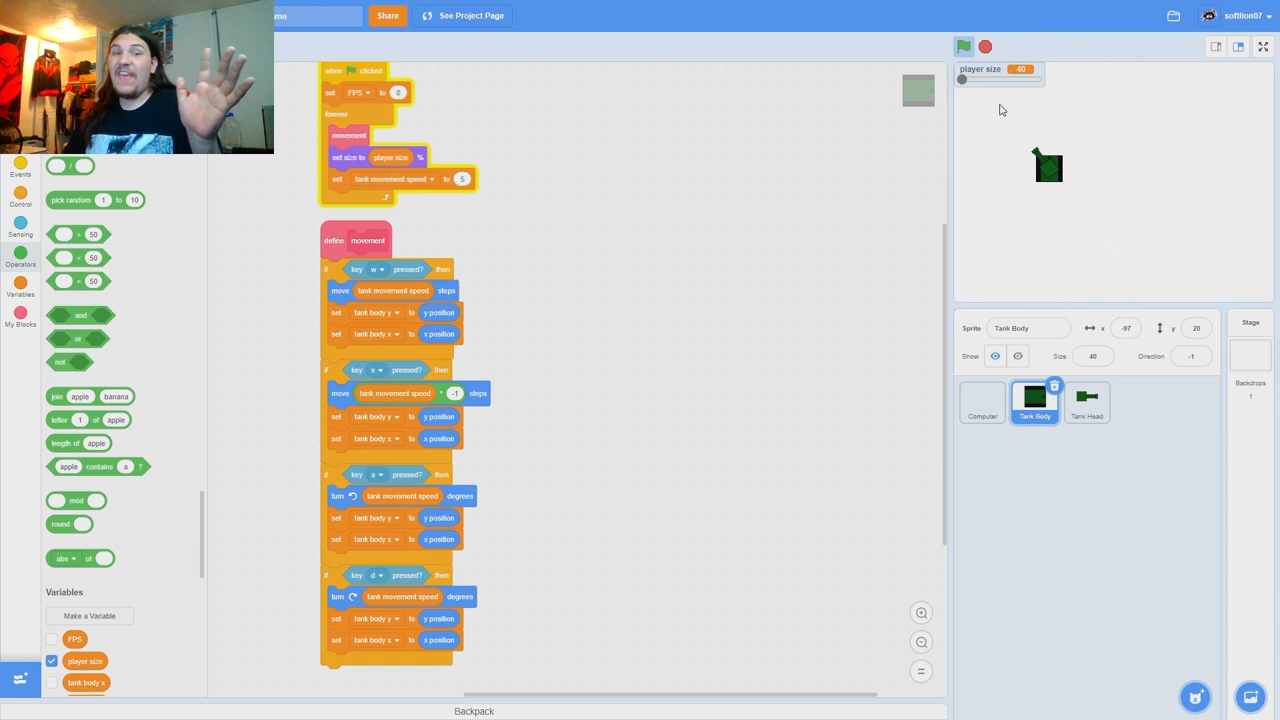 me
Share
See Project Page
softlion07
when clicked
set FPS to 0
forever
movement
set size to player size %
set tank movement speed to 5
define movement
if key w pressed? then
move tank movement speed steps
set tank body y to y position
set tank body x to x position
if key s pressed? then
move tank movement speed * -1 steps
set tank body y to y position
set tank body x to x position
if key a pressed? then
turn tank movement speed degrees
set tank body y to y position
set tank body x to x position
if key d pressed? then
turn tank movement speed degrees
set tank body y to y position
set tank body x to x position
Events
Control
Sensing
Operators
Variables
My Blocks
/
pick random 1 to 10
> 50
< 50
= 50
and
or
not
join apple banana
letter 1 of apple
length of apple
apple contains a ?
mod
round
abs of
Variables
Make a Variable
FPS
player size
tank body x
player size 40
Sprite Tank Body x -97 y 20
Show Size 40 Direction -1
Computer
Tank Body
Tank Head
Stage
Backdrops
1
Backpack